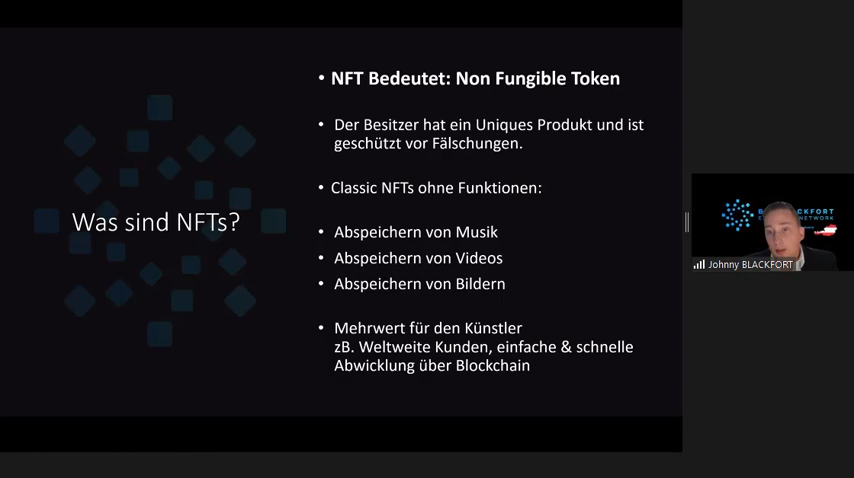 Was sind NFTs?
• NFT Bedeutet: Non Fungible Token
• Der Besitzer hat ein Uniques Produkt und ist
geschützt vor Fälschungen.
• Classic NFTs ohne Funktionen:
• Abspeichern von Musik
• Abspeichern von Videos
• Abspeichern von Bildern
• Mehrwert für den Künstler
zB. Weltweite Kunden, einfache & schnelle
Abwicklung über Blockchain
Johnny BLACKFORT